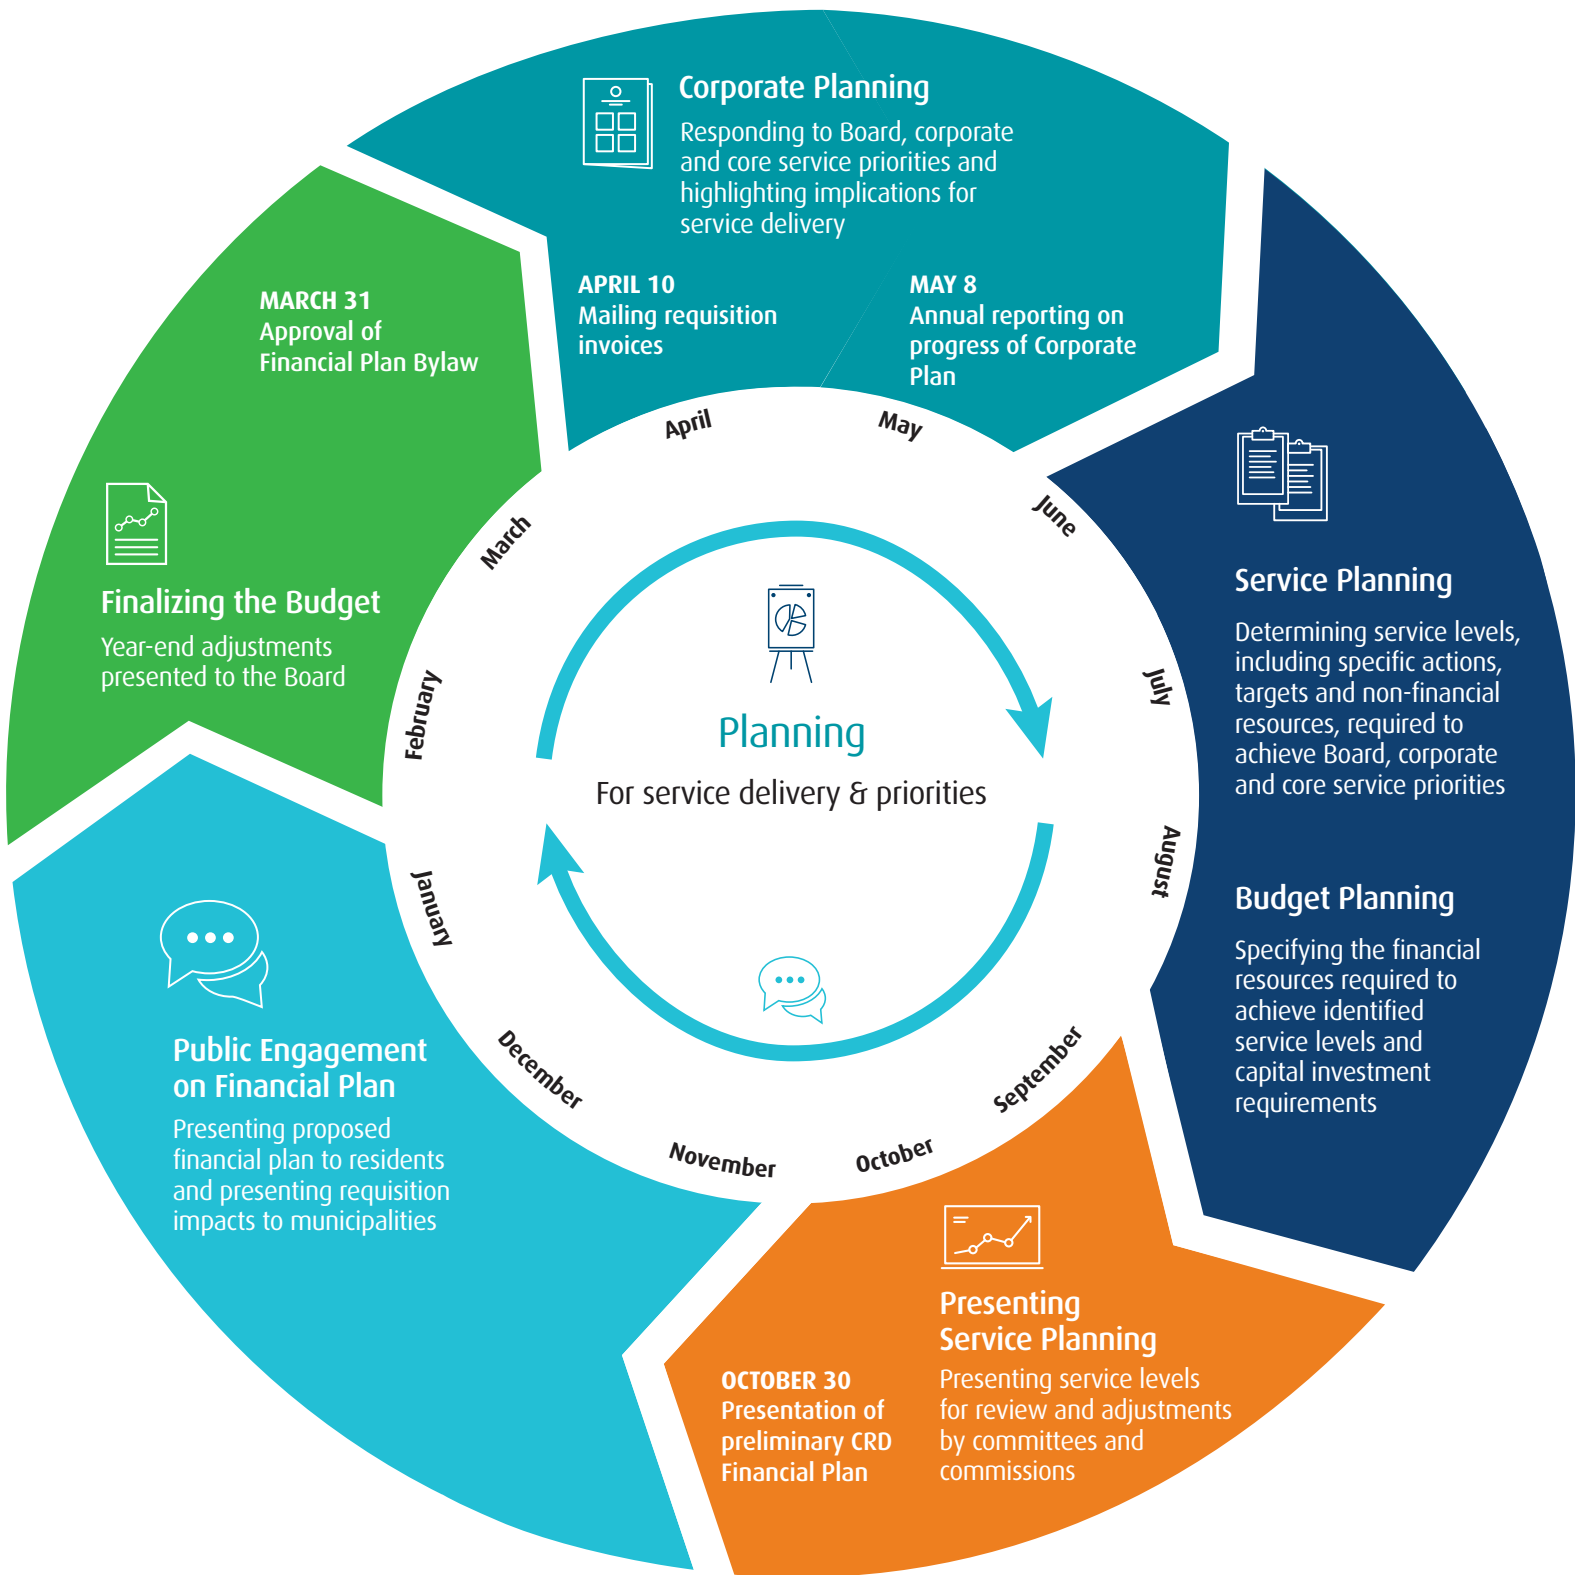 Corporate Planning
Responding to Board, corporate
and core service priorities and
highlighting implications for
service delivery
APRIL 10
Mailing requisition
invoices
MAY 8
Annual reporting on
progress of Corporate
Plan
Service Planning
Determining service levels,
including specific actions,
targets and non-financial
resources, required to
achieve Board, corporate
and core service priorities
Budget Planning
Specifying the financial
resources required to
achieve identified
service levels and
capital investment
requirements
Presenting
Service Planning
Presenting service levels
for review and adjustments
by committees and
commissions
OCTOBER 30
Presentation of
preliminary CRD
Financial Plan
Public Engagement
on Financial Plan
Presenting proposed
financial plan to residents
and presenting requisition
impacts to municipalities
Finalizing the Budget
Year-end adjustments
presented to the Board
MARCH 31
Approval of
Financial Plan Bylaw
January
February
March
April
May
June
July
August
September
October
November
December
Planning
For service delivery & priorities